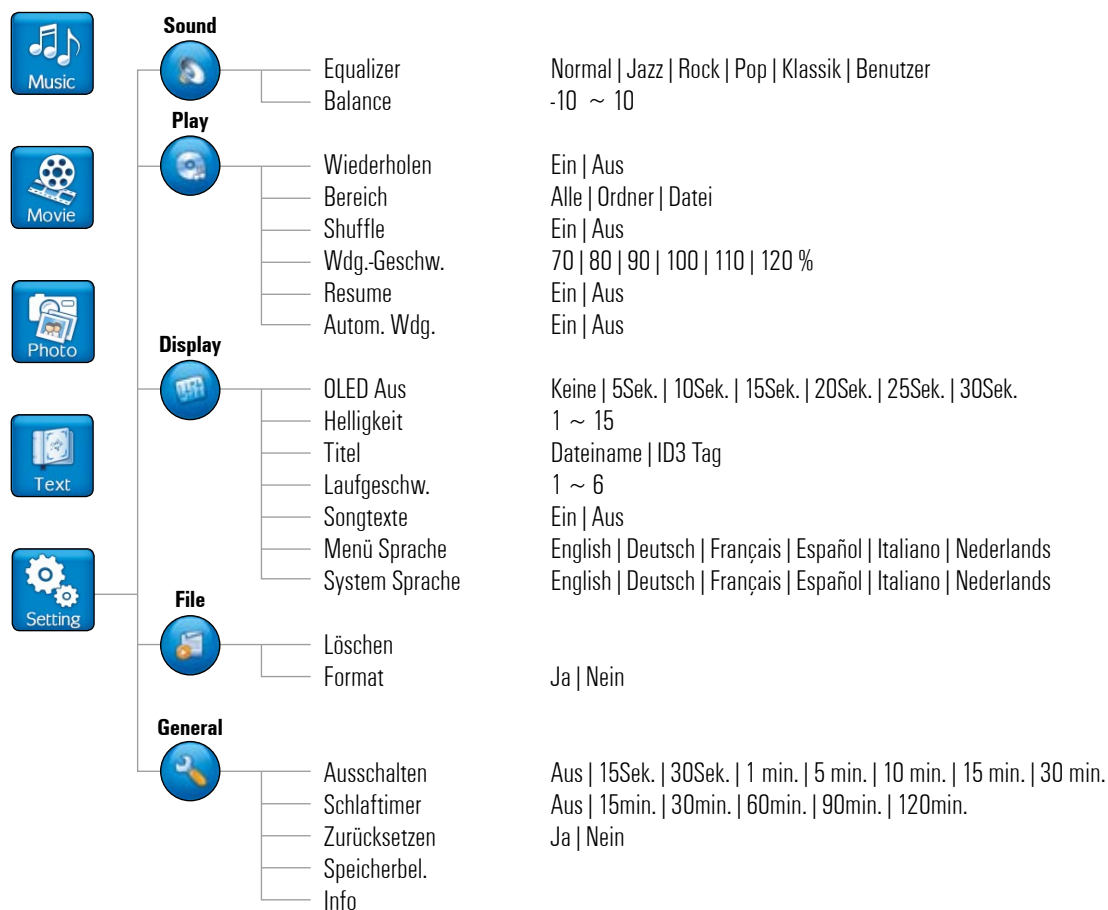 Sound
Music
Equalizer Normal | Jazz | Rock | Pop | Klassik | Benutzer
Balance -10 ~ 10
Play
Movie
Wiederholen Ein | Aus
Bereich Alle | Ordner | Datei
Shuffle Ein | Aus
Wdg.-Geschw. 70 | 80 | 90 | 100 | 110 | 120 %
Resume Ein | Aus
Autom. Wdg. Ein | Aus
Photo
Display
OLED Aus Keine | 5Sek. | 10Sek. | 15Sek. | 20Sek. | 25Sek. | 30Sek.
Helligkeit 1 ~ 15
Titel Dateiname | ID3 Tag
Laufgeschw. 1 ~ 6
Songtexte Ein | Aus
Menü Sprache English | Deutsch | Français | Español | Italiano | Nederlands
System Sprache English | Deutsch | Français | Español | Italiano | Nederlands
Text
Setting
File
Löschen
Format Ja | Nein
General
Ausschalten Aus | 15Sek. | 30Sek. | 1 min. | 5 min. | 10 min. | 15 min. | 30 min.
Schlaftimer Aus | 15min. | 30min. | 60min. | 90min. | 120min.
Zurücksetzen Ja | Nein
Speicherbel.
Info